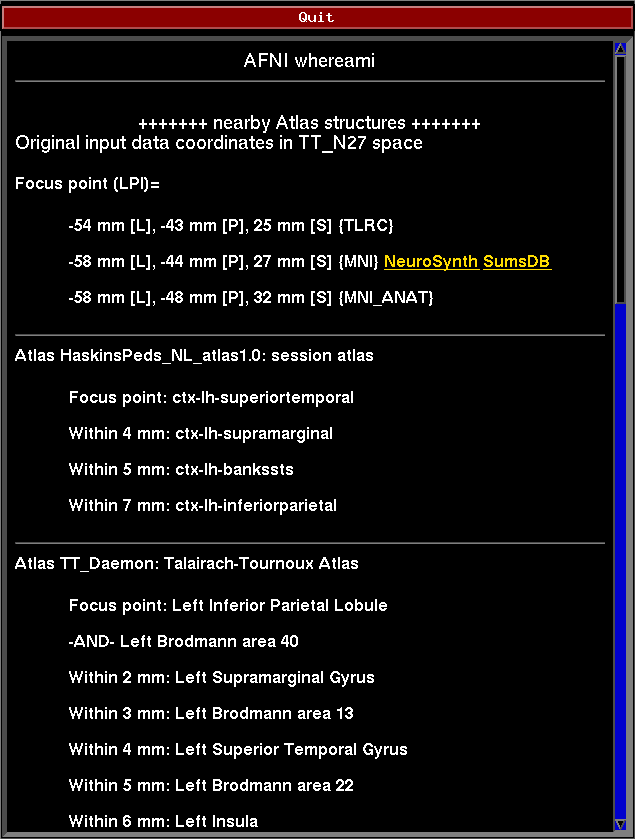 Quit
AFNI whereami
+++++++ nearby Atlas structures +++++++
Original input data coordinates in TT_N27 space
Focus point (LPI)=
-54 mm [L], -43 mm [P], 25 mm [S] {TLRC}
-58 mm [L], -44 mm [P], 27 mm [S] {MNI} NeuroSynth SumsDB
-58 mm [L], -48 mm [P], 32 mm [S] {MNI_ANAT}
Atlas HaskinsPeds_NL_atlas1.0: session atlas
Focus point: ctx-lh-superiortemporal
Within 4 mm: ctx-lh-supramarginal
Within 5 mm: ctx-lh-bankssts
Within 7 mm: ctx-lh-inferiorparietal
Atlas TT_Daemon: Talairach-Tournoux Atlas
Focus point: Left Inferior Parietal Lobule
-AND- Left Brodmann area 40
Within 2 mm: Left Supramarginal Gyrus
Within 3 mm: Left Brodmann area 13
Within 4 mm: Left Superior Temporal Gyrus
Within 5 mm: Left Brodmann area 22
Within 6 mm: Left Insula